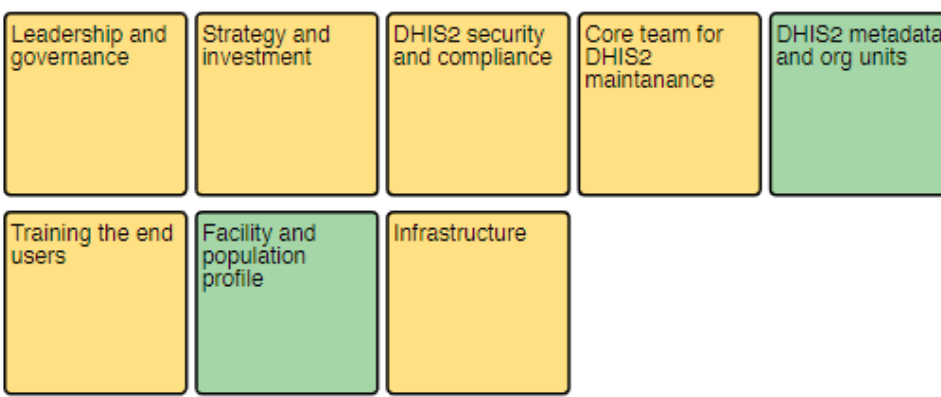 Leadership and
governance
Strategy and
investment
DHIS2 security
and compliance
Core team for
DHIS2
maintanance
DHIS2 metadata
and org units
Training the end
users
Facility and
population
profile
Infrastructure